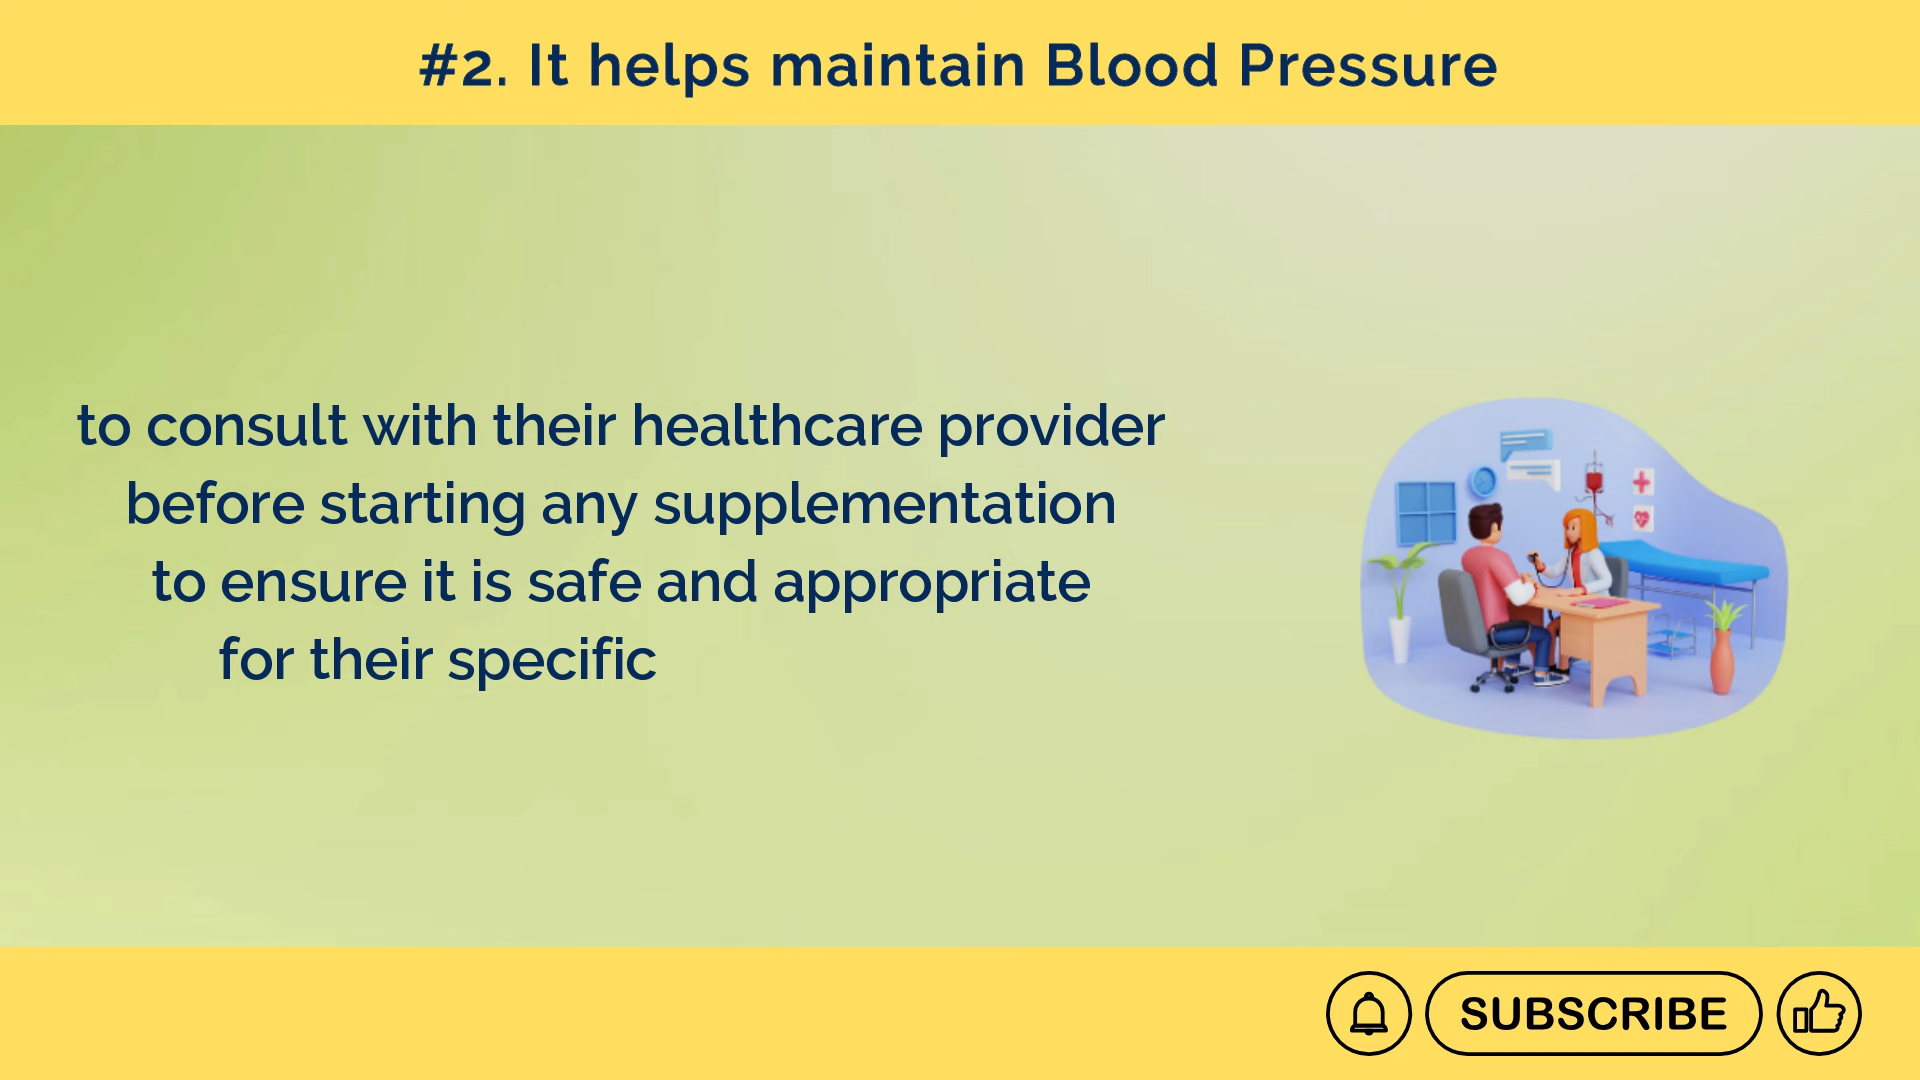 #2. It helps maintain Blood Pressure
to consult with their healthcare provider
before starting any supplementation
to ensure it is safe and appropriate
for their specific
SUBSCRIBE